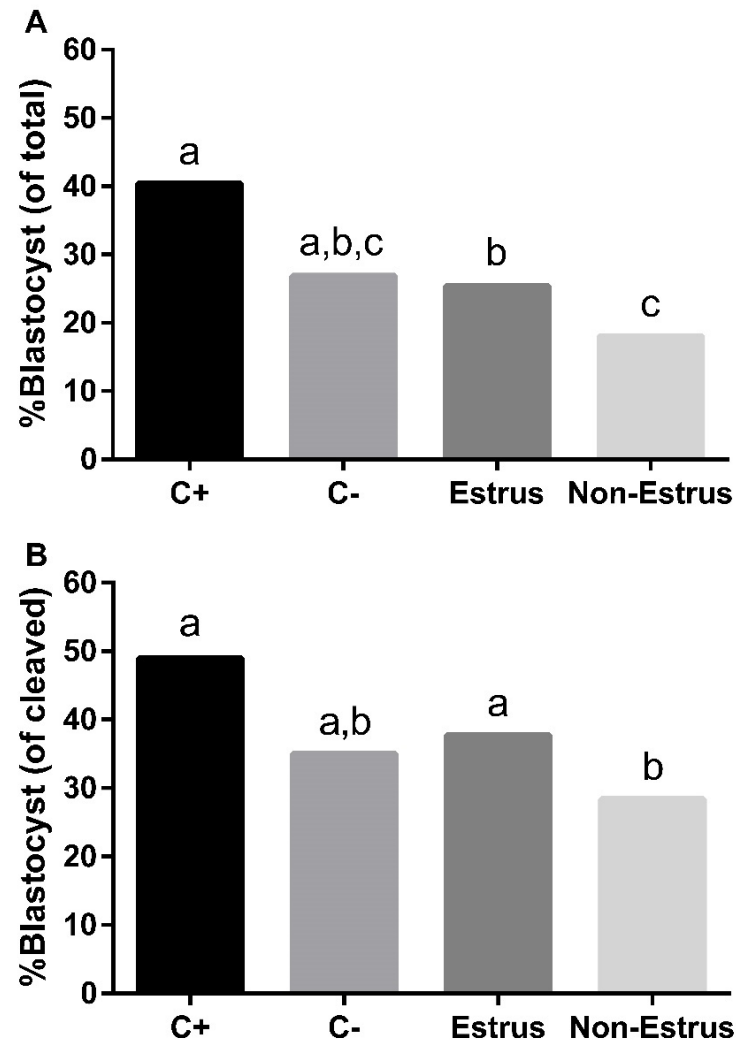 A
%Blastocyst (of total)
60
50
40
30
20
10
0
a
a,b,c
b
c
C+ C- Estrus Non-Estrus
B
%Blastocyst (of cleaved)
60
50
40
30
20
10
0
a
a,b
a
b
C+ C- Estrus Non-Estrus